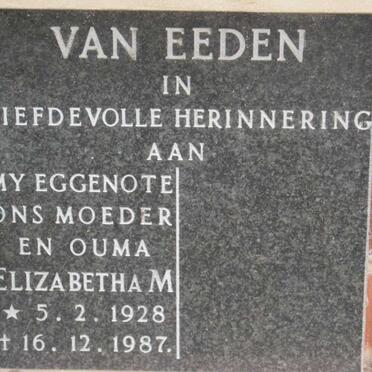 VAN EEDEN
IN
IEFDEVOLLE HERINNERING
AAN
MY EGGENOTE
ONS MOEDER
EN OUMA
ELIZABETHA M
★ 5. 2. 1928
† 16. 12. 1987.